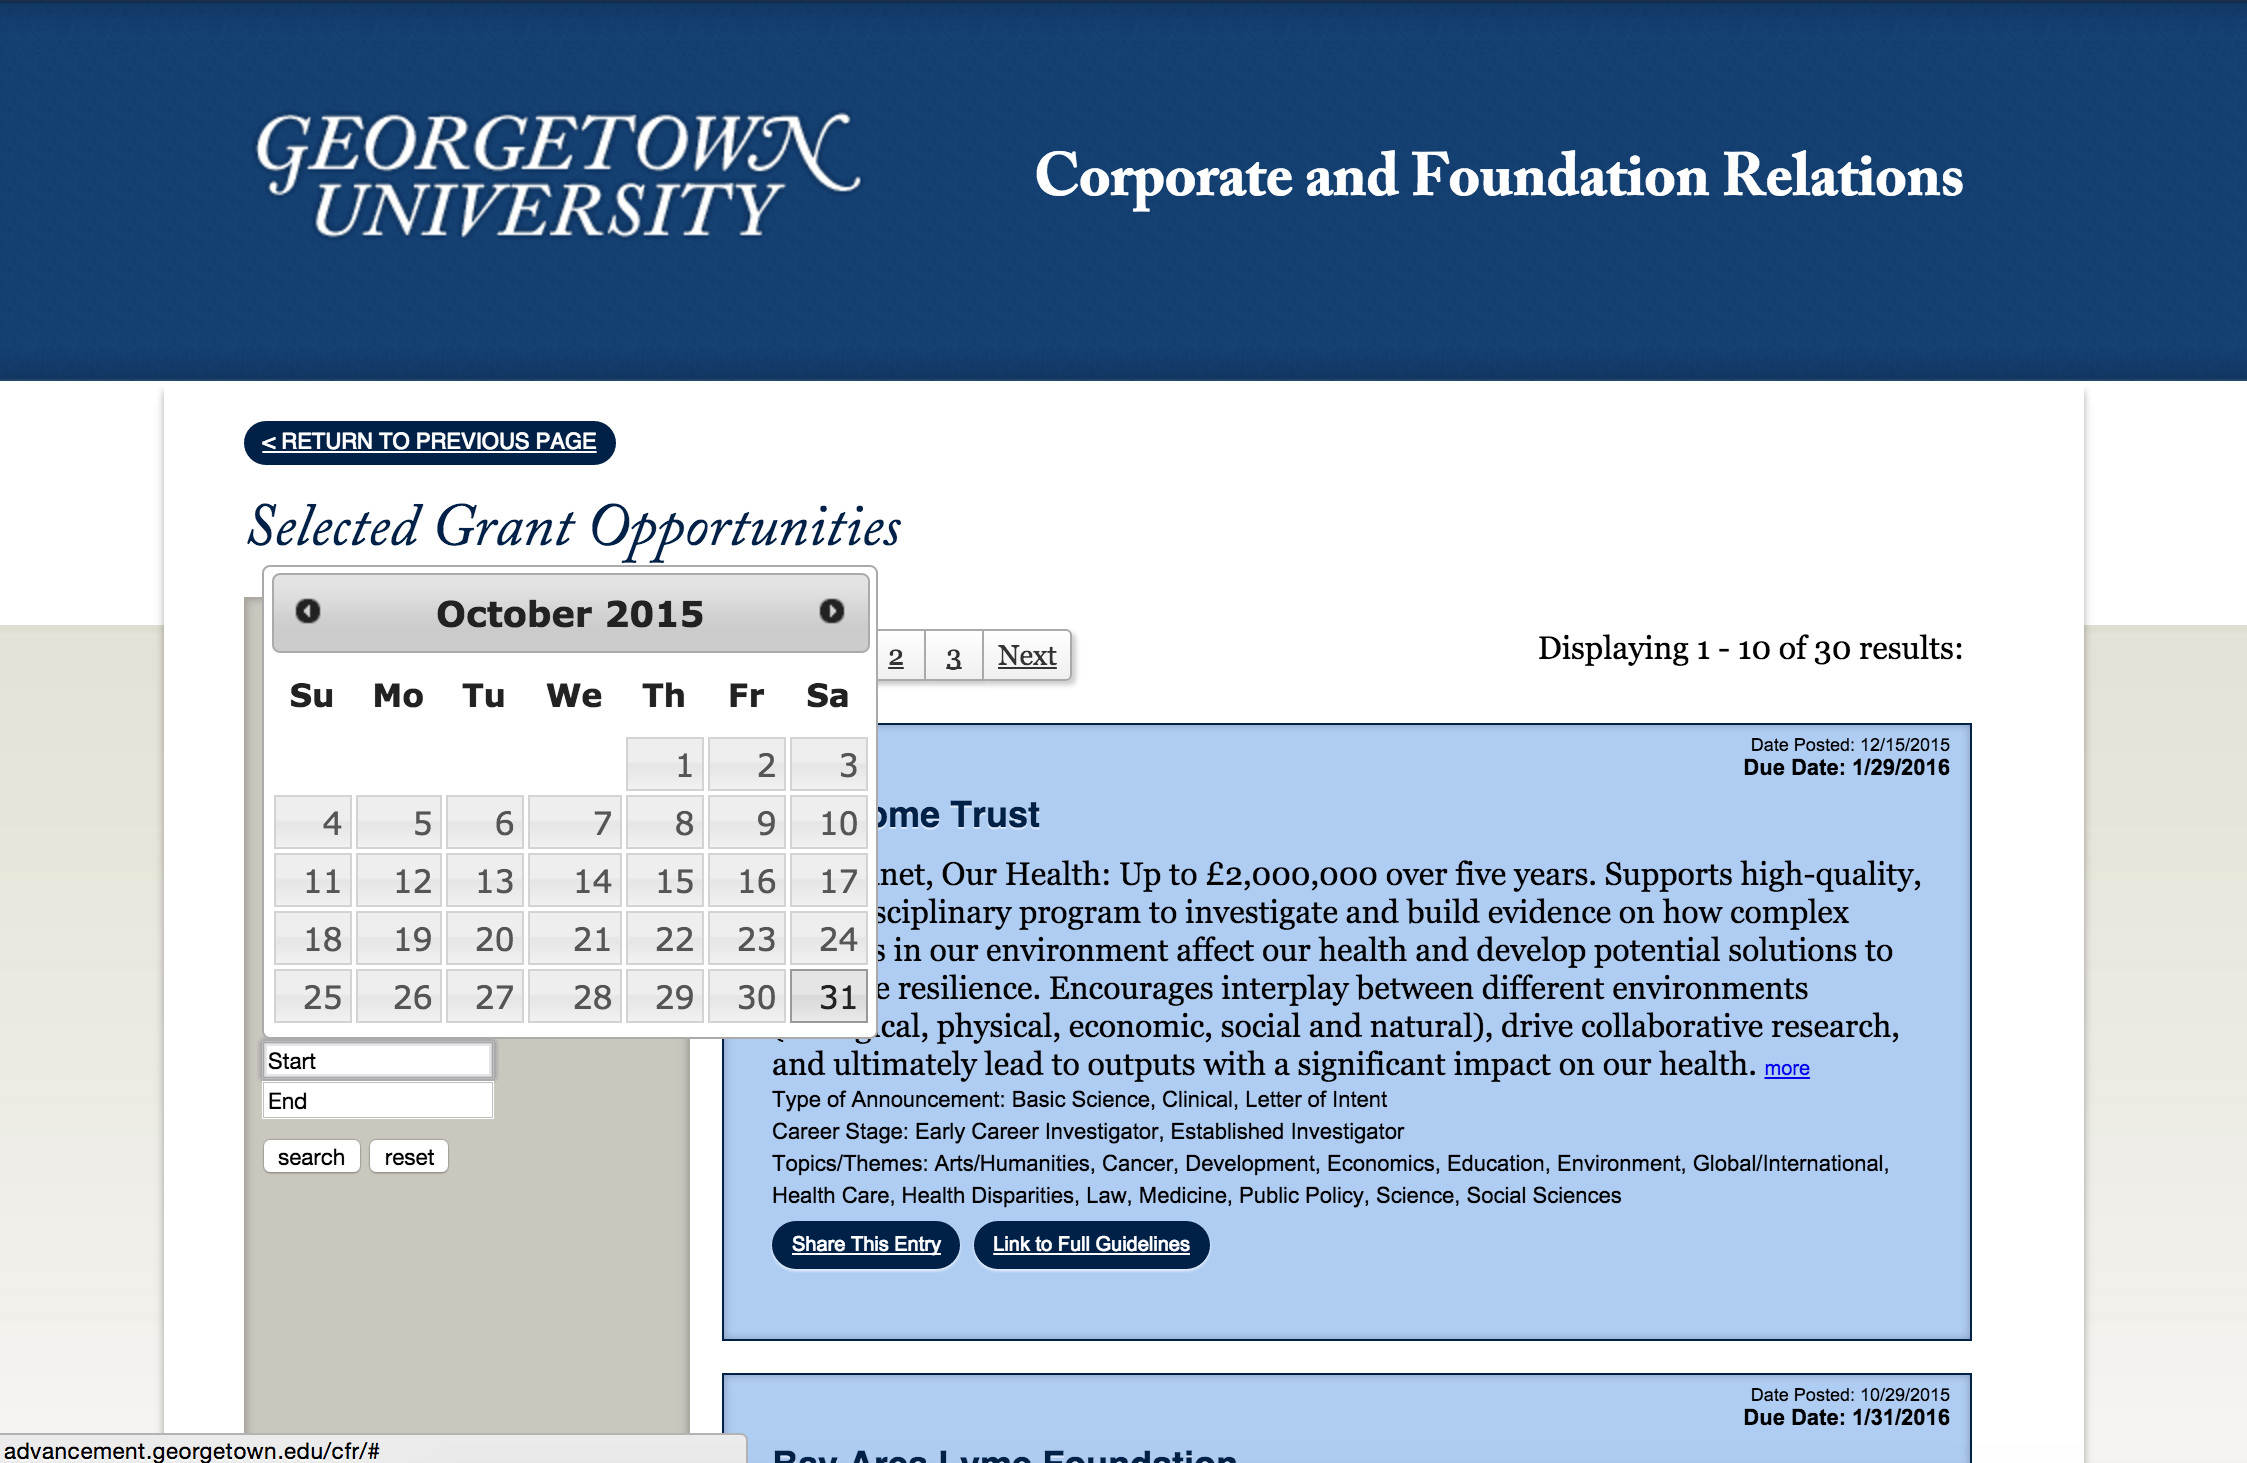 GEORGETOWN
UNIVERSITY
Corporate and Foundation Relations
< RETURN TO PREVIOUS PAGE
Selected Grant Opportunities
October 2015
Su Mo Tu We Th Fr Sa
1 2 3
4 5 6 7 8 9 10
11 12 13 14 15 16 17
18 19 20 21 22 23 24
25 26 27 28 29 30 31
Start
End
search reset
2 3 Next
Displaying 1 - 10 of 30 results:
Date Posted: 12/15/2015
Due Date: 1/29/2016
Trust
Our Health: Up to £2,000,000 over five years. Supports high-quality,
program to investigate and build evidence on how complex
in our environment affect our health and develop potential solutions to
resilience. Encourages interplay between different environments
physical, economic, social and natural), drive collaborative research,
and ultimately lead to outputs with a significant impact on our health. more
Type of Announcement: Basic Science, Clinical, Letter of Intent
Career Stage: Early Career Investigator, Established Investigator
Topics/Themes: Arts/Humanities, Cancer, Development, Economics, Education, Environment, Global/International,
Health Care, Health Disparities, Law, Medicine, Public Policy, Science, Social Sciences
Share This Entry Link to Full Guidelines
Date Posted: 10/29/2015
Due Date: 1/31/2016
Bay Area Lyme Foundation
advancement.georgetown.edu/cfr/#